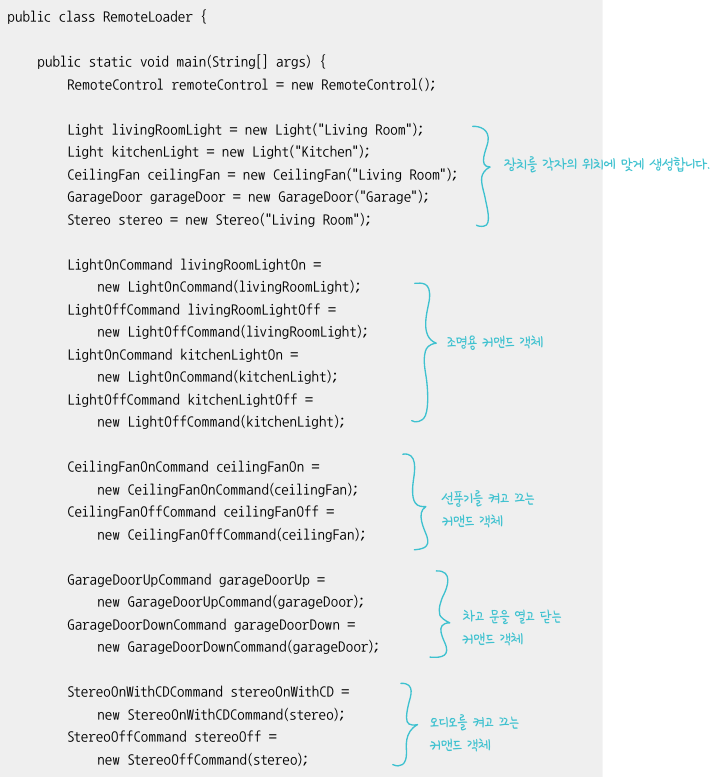 public class RemoteLoader {
public static void main(String[] args) {
RemoteControl remoteControl = new RemoteControl();
Light livingRoomLight = new Light("Living Room");
Light kitchenLight = new Light("Kitchen");
CeilingFan ceilingFan = new CeilingFan("Living Room");
GarageDoor garageDoor = new GarageDoor("Garage");
Stereo stereo = new Stereo("Living Room");
장치를 각자의 위치에 맞게 생성합니다.
LightOnCommand livingRoomLightOn =
new LightOnCommand(livingRoomLight);
LightOffCommand livingRoomLightOff =
new LightOffCommand(livingRoomLight);
LightOnCommand kitchenLightOn =
new LightOnCommand(kitchenLight);
LightOffCommand kitchenLightOff =
new LightOffCommand(kitchenLight);
조명용 커맨드 객체
CeilingFanOnCommand ceilingFanOn =
new CeilingFanOnCommand(ceilingFan);
CeilingFanOffCommand ceilingFanOff =
new CeilingFanOffCommand(ceilingFan);
선풍기를 켜고 끄는
커맨드 객체
GarageDoorUpCommand garageDoorUp =
new GarageDoorUpCommand(garageDoor);
GarageDoorDownCommand garageDoorDown =
new GarageDoorDownCommand(garageDoor);
차고 문을 열고 닫는
커맨드 객체
StereoOnWithCDCommand stereoOnWithCD =
new StereoOnWithCDCommand(stereo);
StereoOffCommand stereoOff =
new StereoOffCommand(stereo);
오디오를 켜고 끄는
커맨드 객체